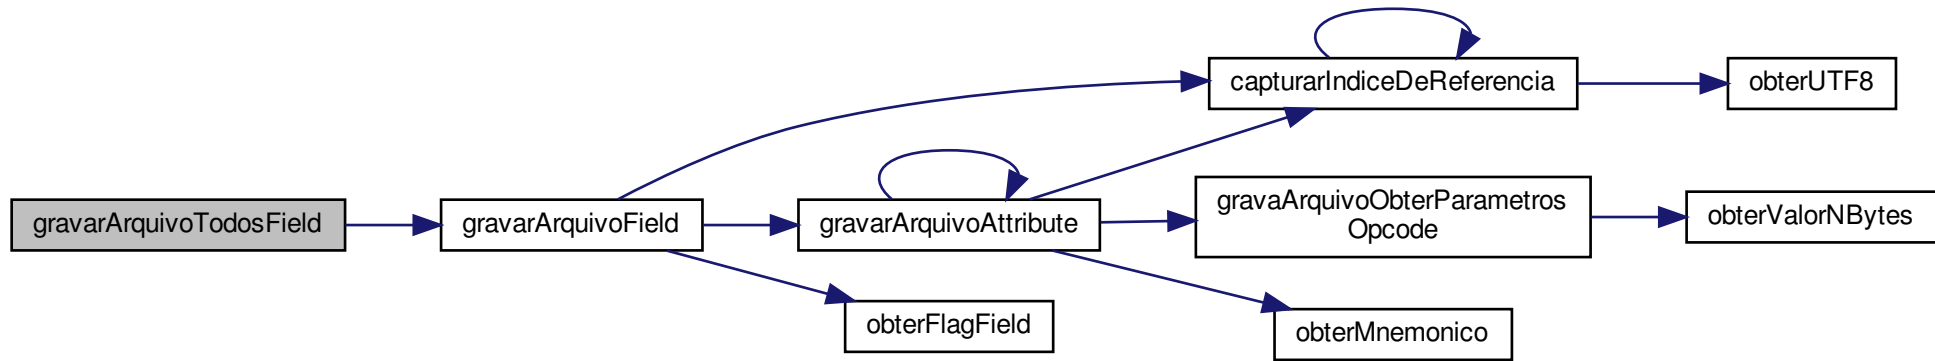 gravarArquivoTodosField
gravarArquivoField
capturarIndiceDeReferencia
obterUTF8
gravarArquivoAttribute
gravaArquivoObterParametros
Opcode
obterValorNBytes
obterFlagField
obterMnemonico